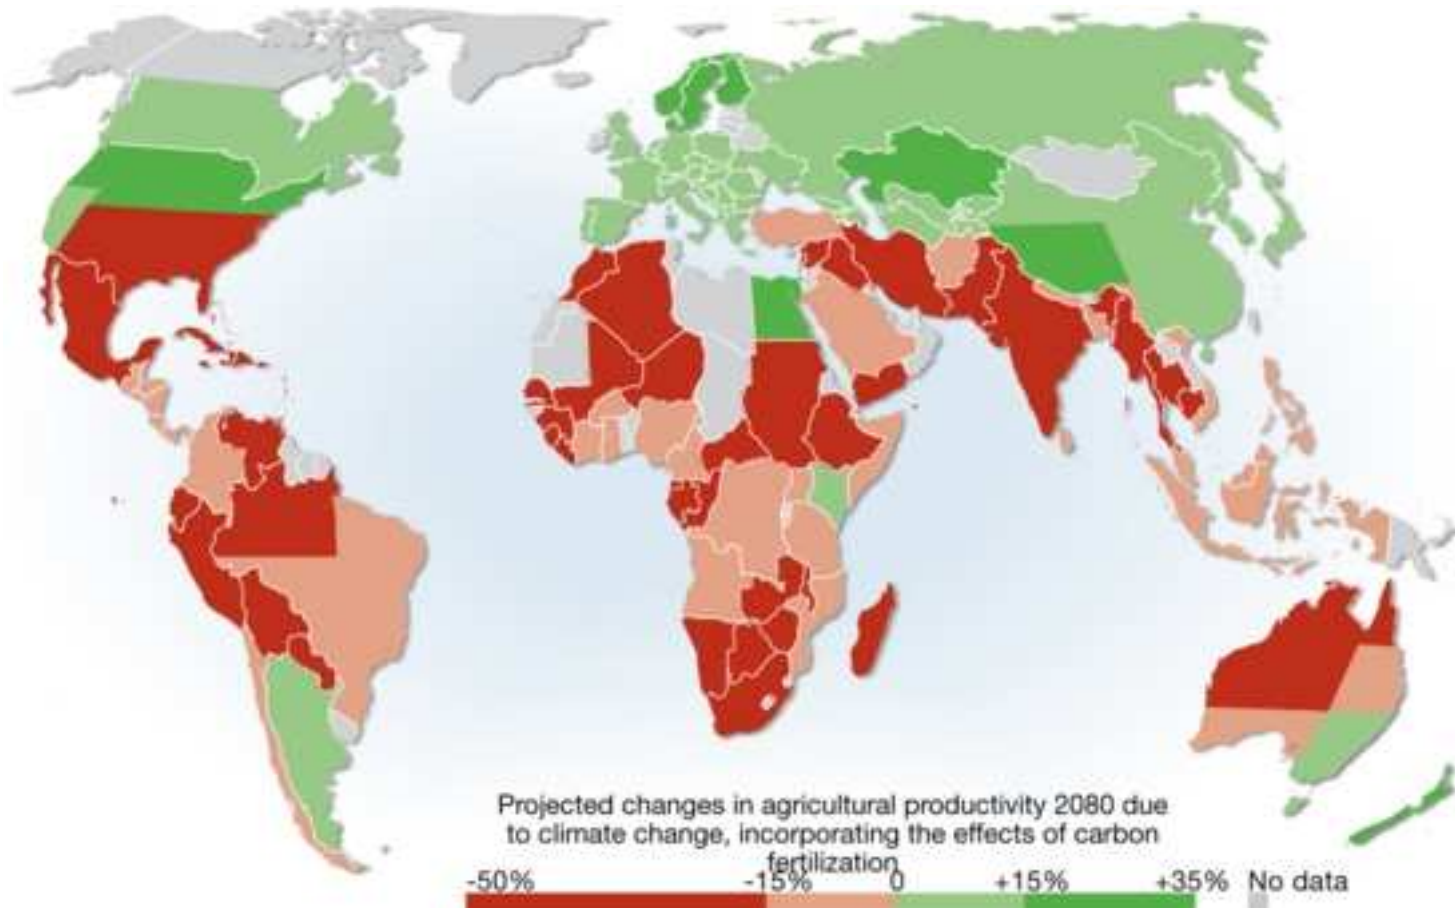 Projected changes in agricultural productivity 2080 due
to climate change, incorporating the effects of carbon
fertilization
-50% -15% 0 +15% +35% No data